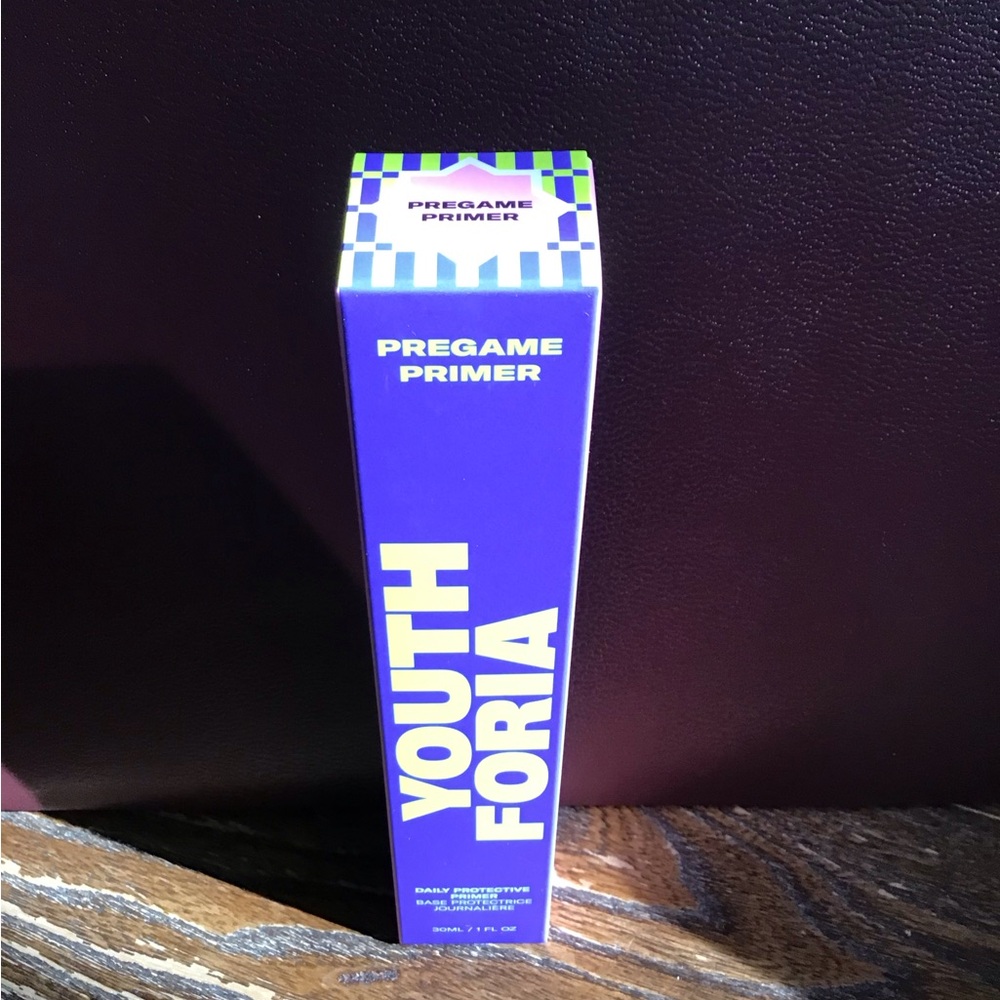 PREGAME
PRIMER
PREGAME
PRIMER
YOUTH
FORIA
DAILY PROTECTIVE
PRIMER
BASE PROTECTRICE
JOURNALIÈRE
30ML / 1 FL OZ